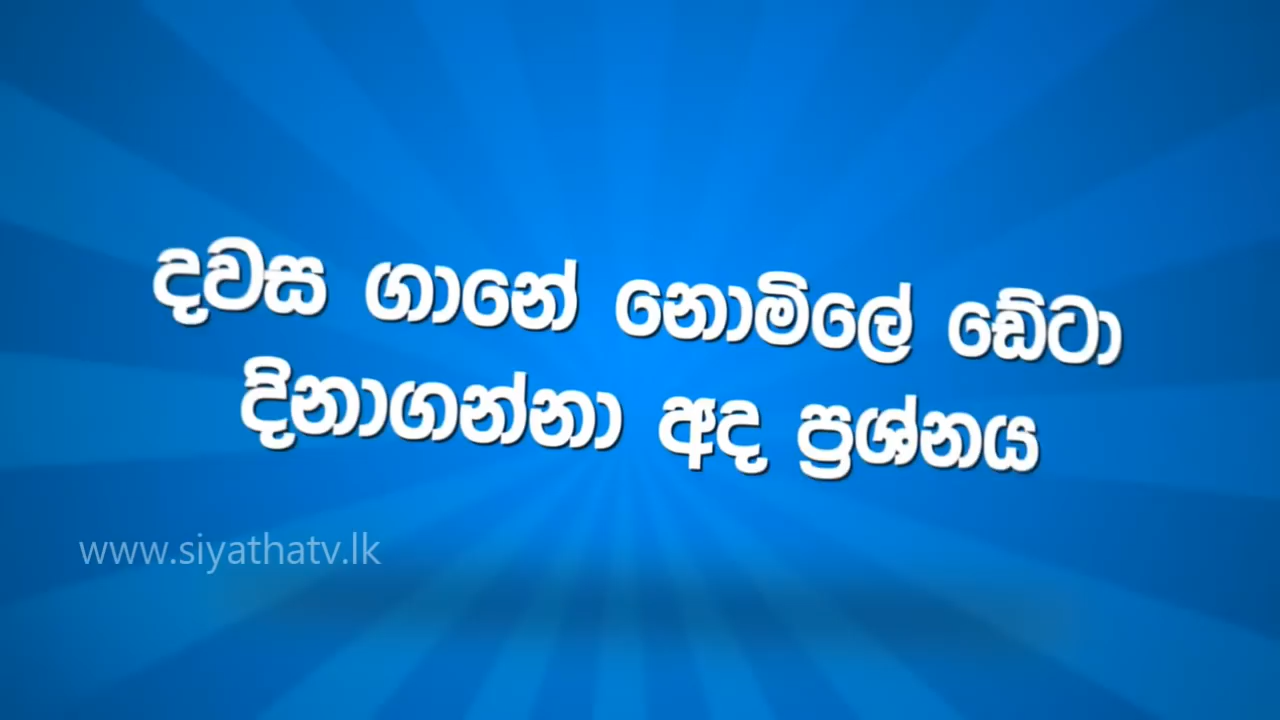 දවස ගානේ නොමිලේ ඩේටා
දිනාගන්නා අද ප්‍රශ්නය
www.siyathatv.lk